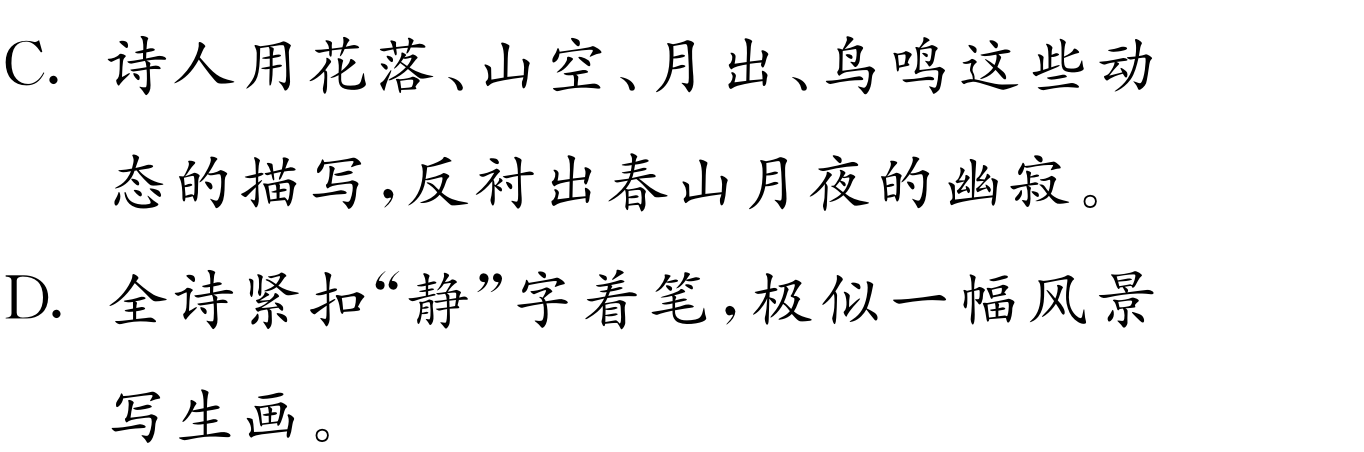 C. 诗人用花落、山空、月出、鸟鸣这些动
态的描写,反衬出春山月夜的幽寂。
D. 全诗紧扣“静”字着笔,极似一幅风景
写生画。